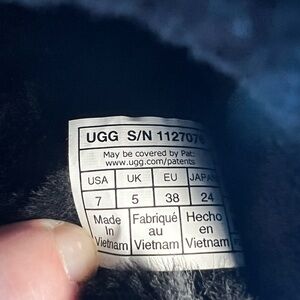 UGG S/N 112707
May be covered by Pat:
www.ugg.com/patents
USA UK EU JAPAN
7 5 38 24
Made Fabriqué Hecho
in au en
Vietnam Vietnam Vietnam